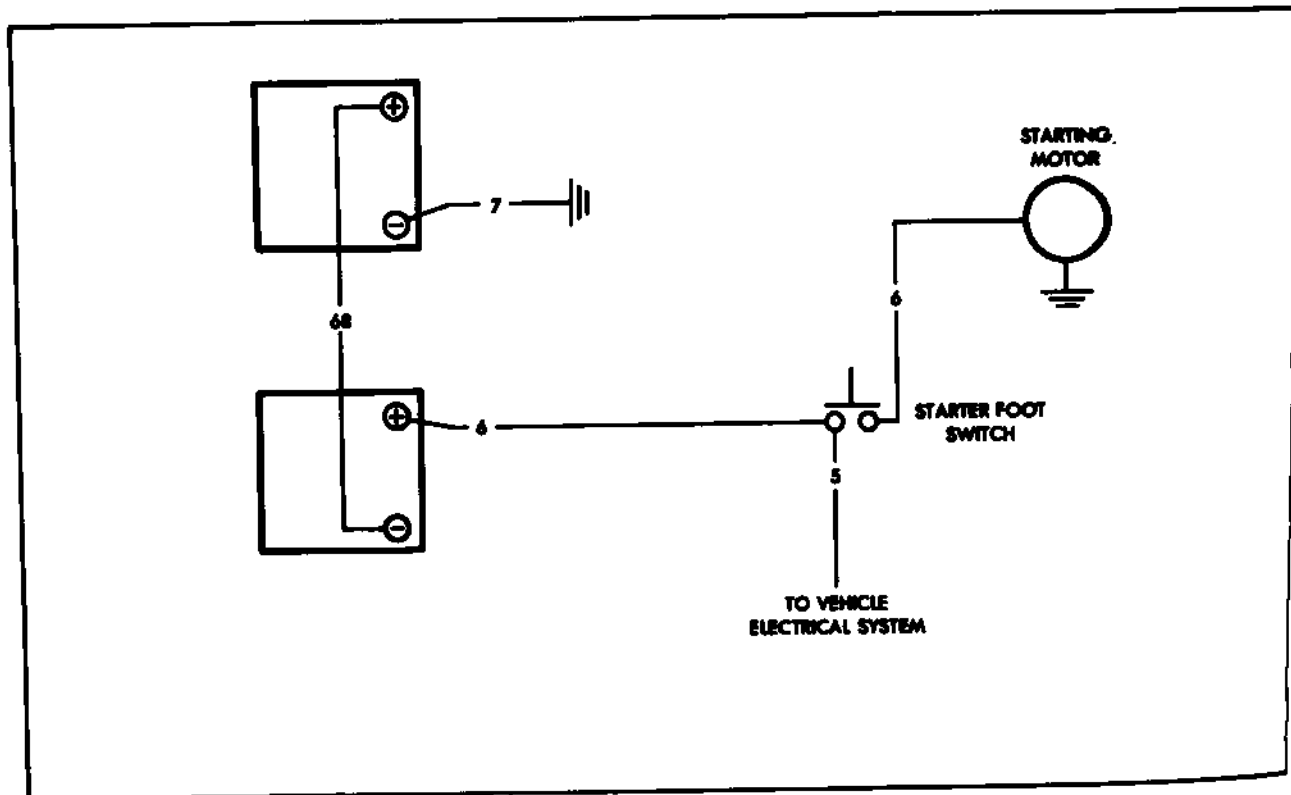 +
-
7
68
+
-
6
STARTING
MOTOR
6
STARTER FOOT
SWITCH
5
TO VEHICLE
ELECTRICAL SYSTEM